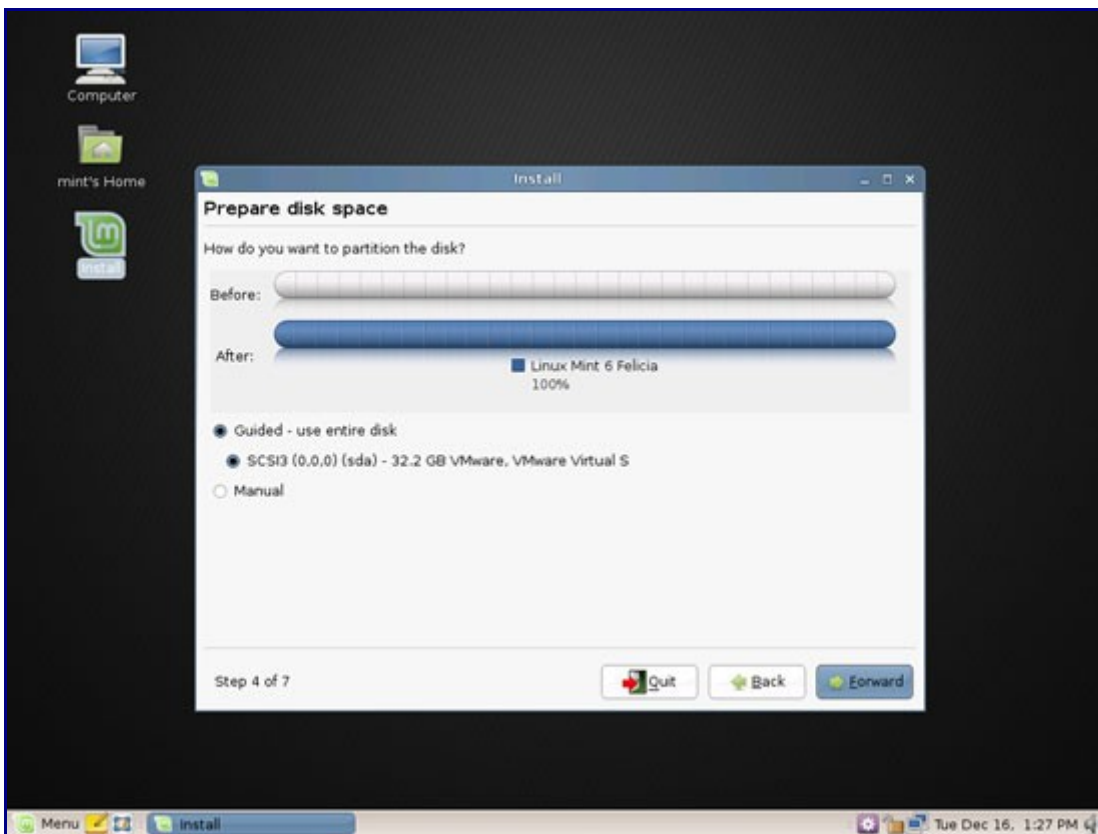 Computer
mint's Home
Install
Install
Prepare disk space
How do you want to partition the disk?
Before:
After:
Linux Mint 6 Felicia
100%
Guided - use entire disk
SCSI3 (0,0,0) (sda) - 32.2 GB VMware, VMware Virtual S
Manual
Step 4 of 7
Quit
Back
Forward
Menu
Install
Tue Dec 16, 1:27 PM